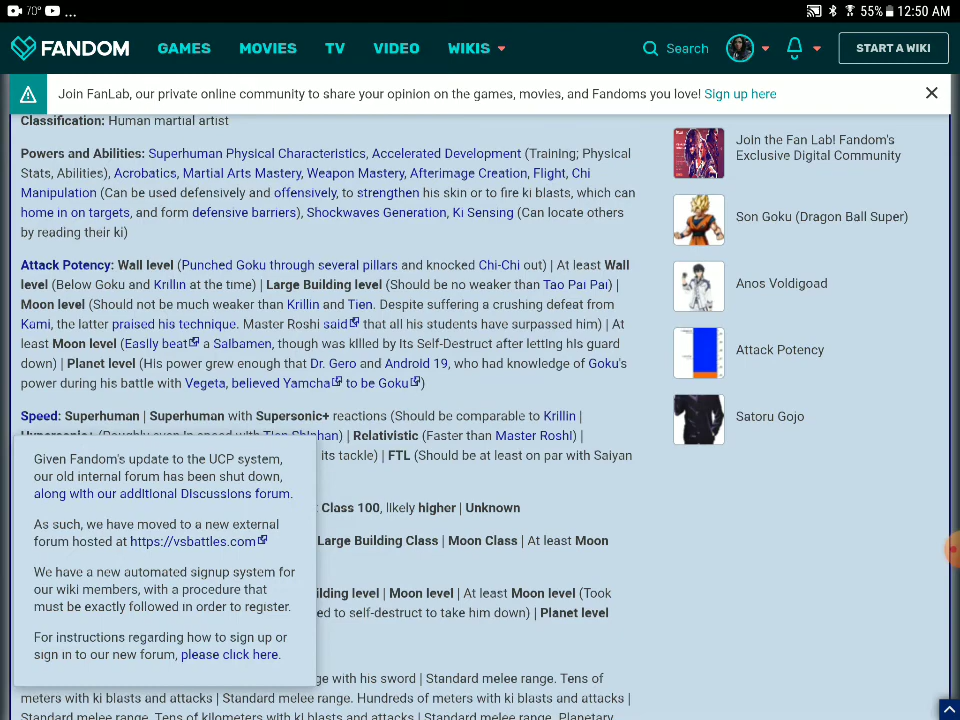 70° ... 55% 12:50 AM
FANDOM GAMES MOVIES TV VIDEO WIKIS Search START A WIKI
Join FanLab, our private online community to share your opinion on the games, movies, and Fandoms you love! Sign up here
Classification: Human martial artist
Powers and Abilities: Superhuman Physical Characteristics, Accelerated Development (Training; Physical
Stats, Abilities), Acrobatics, Martial Arts Mastery, Weapon Mastery, Afterimage Creation, Flight, Chi
Manipulation (Can be used defensively and offensively, to strengthen his skin or to fire ki blasts, which can
home in on targets, and form defensive barriers), Shockwaves Generation, Ki Sensing (Can locate others
by reading their ki)
Attack Potency: Wall level (Punched Goku through several pillars and knocked Chi-Chi out) | At least Wall
level (Below Goku and Krillin at the time) | Large Building level (Should be no weaker than Tao Pai Pai) |
Moon level (Should not be much weaker than Krillin and Tien. Despite suffering a crushing defeat from
Kami, the latter praised his technique. Master Roshi said that all his students have surpassed him) | At
least Moon level (Easily beat a Saibamen, though was killed by its Self-Destruct after letting his guard
down) | Planet level (His power grew enough that Dr. Gero and Android 19, who had knowledge of Goku's
power during his battle with Vegeta, believed Yamcha to be Goku)
Speed: Superhuman | Superhuman with Supersonic+ reactions (Should be comparable to Krillin |
Hypersonic+ (Roughly even in speed with Tien Shinhan) | Relativistic (Faster than Master Roshi) |
its tackle) | FTL (Should be at least on par with Saiyan
Class 100, likely higher | Unknown
Large Building Class | Moon Class | At least Moon
ilding level | Moon level | At least Moon level (Took
ed to self-destruct to take him down) | Planet level
ge with his sword | Standard melee range. Tens of
meters with ki blasts and attacks | Standard melee range. Hundreds of meters with ki blasts and attacks |
Standard melee range. Tens of kilometers with ki blasts and attacks | Standard melee range. Planetary
Given Fandom's update to the UCP system,
our old internal forum has been shut down,
along with our additional Discussions forum.
As such, we have moved to a new external
forum hosted at https://vsbattles.com
We have a new automated signup system for
our wiki members, with a procedure that
must be exactly followed in order to register.
For instructions regarding how to sign up or
sign in to our new forum, please click here.
Join the Fan Lab! Fandom's
Exclusive Digital Community
Son Goku (Dragon Ball Super)
Anos Voldigoad
Attack Potency
Satoru Gojo